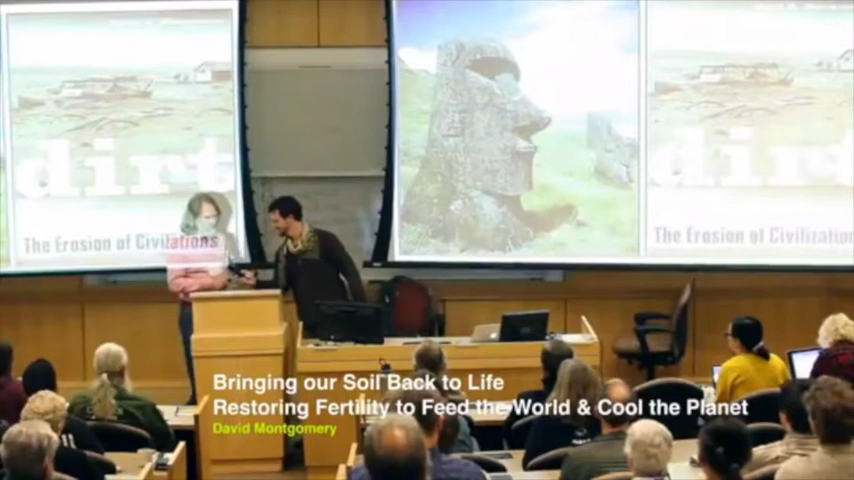 dirt
The Erosion of Civilizations
dirt
The Erosion of Civilization
Bringing our Soil Back to Life
Restoring Fertility to Feed the World & Cool the Planet
David Montgomery